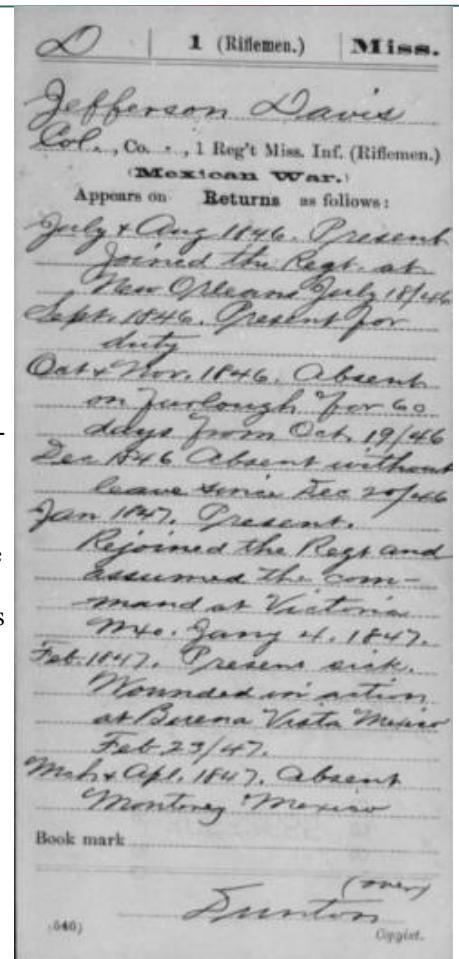 D | 1 (Riflemen.) | Miss.
Jefferson Davis
Col., Co. . , 1 Reg't Miss. Inf. (Riflemen.)
(Mexican War.)
Appears on Returns as follows:
July & Aug 1846. Present
Joined the Regt. at
New Orleans July 18/46
Sept. 1846. Present for
duty
Oct & Nov. 1846. Absent
on furlough for 60
days from Oct. 19/46
Dec 1846 Absent without
leave since Dec 20/46
Jan 1847. Present.
Rejoined the Regt and
assumed the com-
mand at Victoria
Mxo. Jany 4. 1847.
Feb. 1847. Present sick.
Wounded in action
at Buena Vista Mexico
Feb 23/47.
Mch & Apl. 1847. Absent
Monterey Mexico
Book mark
(over)
Dunton
(546)
Copyist.
-
e
s